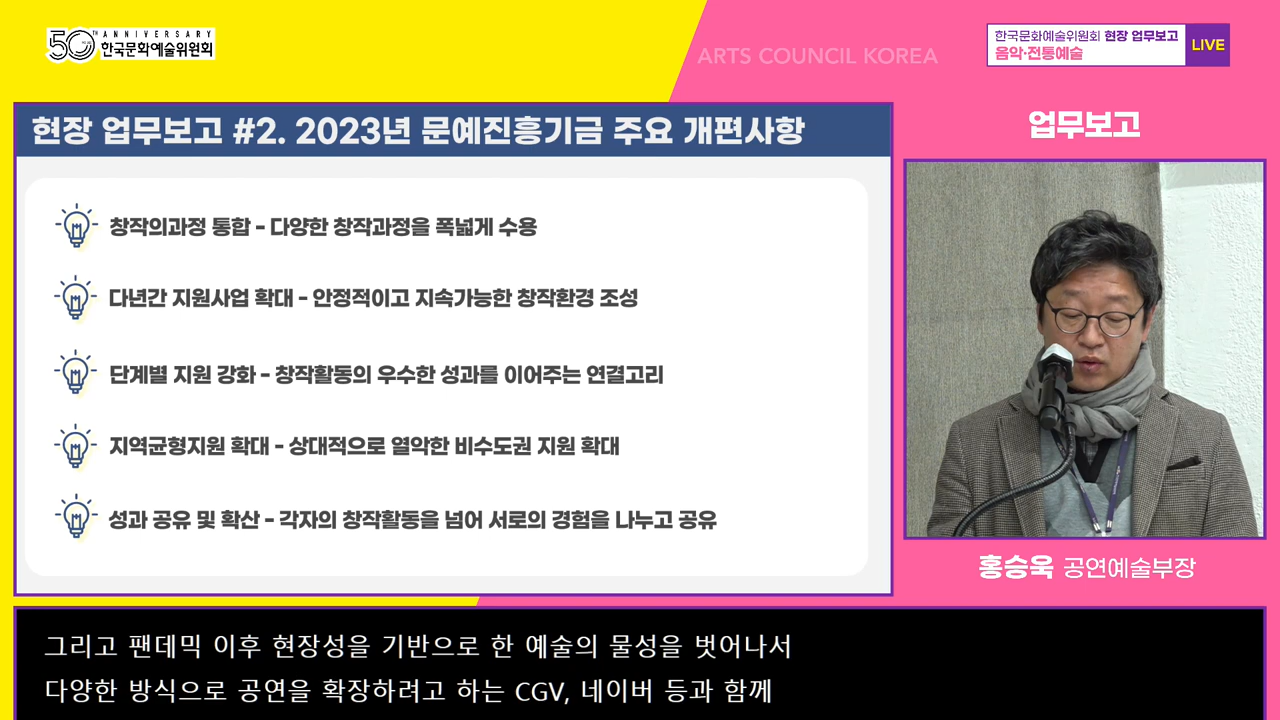 50TH ANNIVERSARY
한국문화예술위원회
ARTS COUNCIL KOREA
한국문화예술위원회 현장 업무보고
음악·전통예술
LIVE
현장 업무보고 #2. 2023년 문예진흥기금 주요 개편사항
창작의과정 통합 - 다양한 창작과정을 폭넓게 수용
다년간 지원사업 확대 - 안정적이고 지속가능한 창작환경 조성
단계별 지원 강화 - 창작활동의 우수한 성과를 이어주는 연결고리
지역균형지원 확대 - 상대적으로 열악한 비수도권 지원 확대
성과 공유 및 확산 - 각자의 창작활동을 넘어 서로의 경험을 나누고 공유
업무보고
홍승욱 공연예술부장
그리고 팬데믹 이후 현장성을 기반으로 한 예술의 물성을 벗어나서
다양한 방식으로 공연을 확장하려고 하는 CGV, 네이버 등과 함께